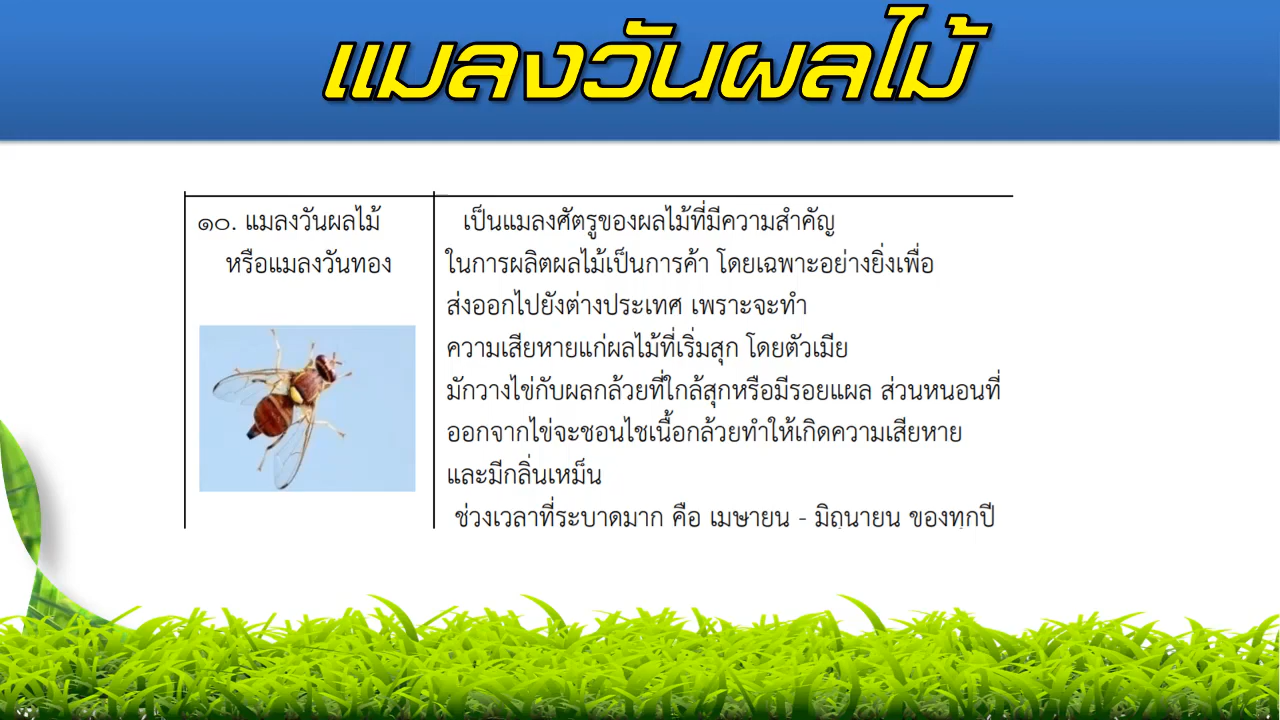 แมลงวันผลไม้
๑๐. แมลงวันผลไม้
หรือแมลงวันทอง
เป็นแมลงศัตรูของผลไม้ที่มีความสำคัญ
ในการผลิตผลไม้เป็นการค้า โดยเฉพาะอย่างยิ่งเพื่อ
ส่งออกไปยังต่างประเทศ เพราะจะทำ
ความเสียหายแก่ผลไม้ที่เริ่มสุก โดยตัวเมีย
มักวางไข่กับผลกล้วยที่ใกล้สุกหรือมีรอยแผล ส่วนหนอนที่
ออกจากไข่จะชอนไชเนื้อกล้วยทำให้เกิดความเสียหาย
และมีกลิ่นเหม็น
ช่วงเวลาที่ระบาดมาก คือ เมษายน - มิถุนายน ของทุกปี